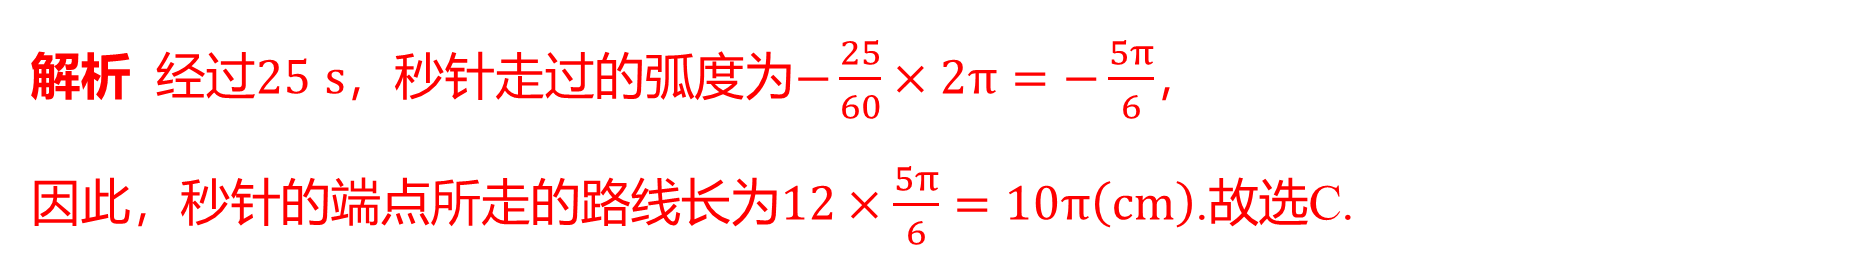 解析 经过25 s，秒针走过的弧度为−25/60 × 2π = −5π/6,
因此，秒针的端点所走的路线长为12 × 5π/6 = 10π(cm).故选C.